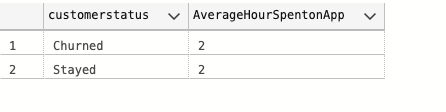 customerstatus AverageHourSpentonApp
1 Churned 2
2 Stayed 2